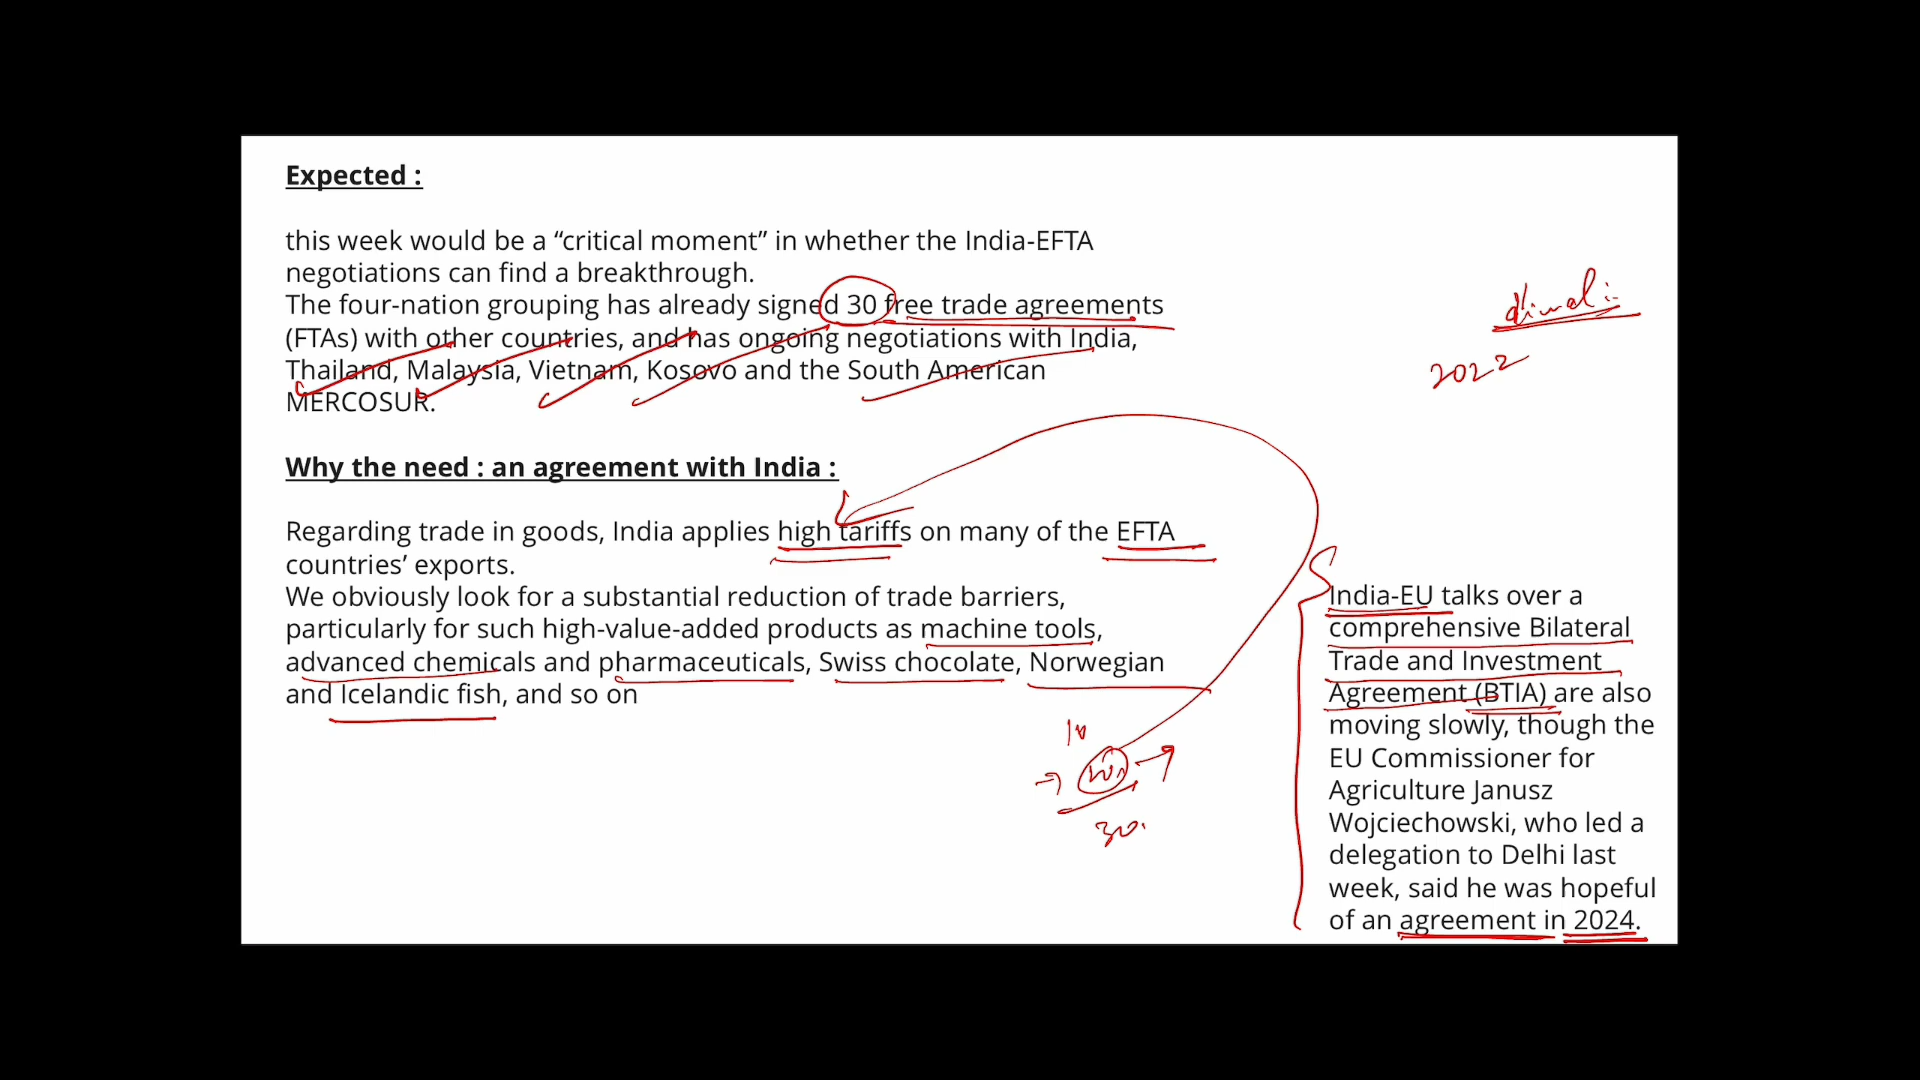 Expected :
this week would be a “critical moment” in whether the India-EFTA
negotiations can find a breakthrough.
The four-nation grouping has already signed 30 free trade agreements
(FTAs) with other countries, and has ongoing negotiations with India,
Thailand, Malaysia, Vietnam, Kosovo and the South American
MERCOSUR.
diwali
2022
Why the need : an agreement with India :
Regarding trade in goods, India applies high tariffs on many of the EFTA
countries’ exports.
We obviously look for a substantial reduction of trade barriers,
particularly for such high-value-added products as machine tools,
advanced chemicals and pharmaceuticals, Swiss chocolate, Norwegian
and Icelandic fish, and so on
India-EU talks over a
comprehensive Bilateral
Trade and Investment
Agreement (BTIA) are also
moving slowly, though the
EU Commissioner for
Agriculture Janusz
Wojciechowski, who led a
delegation to Delhi last
week, said he was hopeful
of an agreement in 2024.